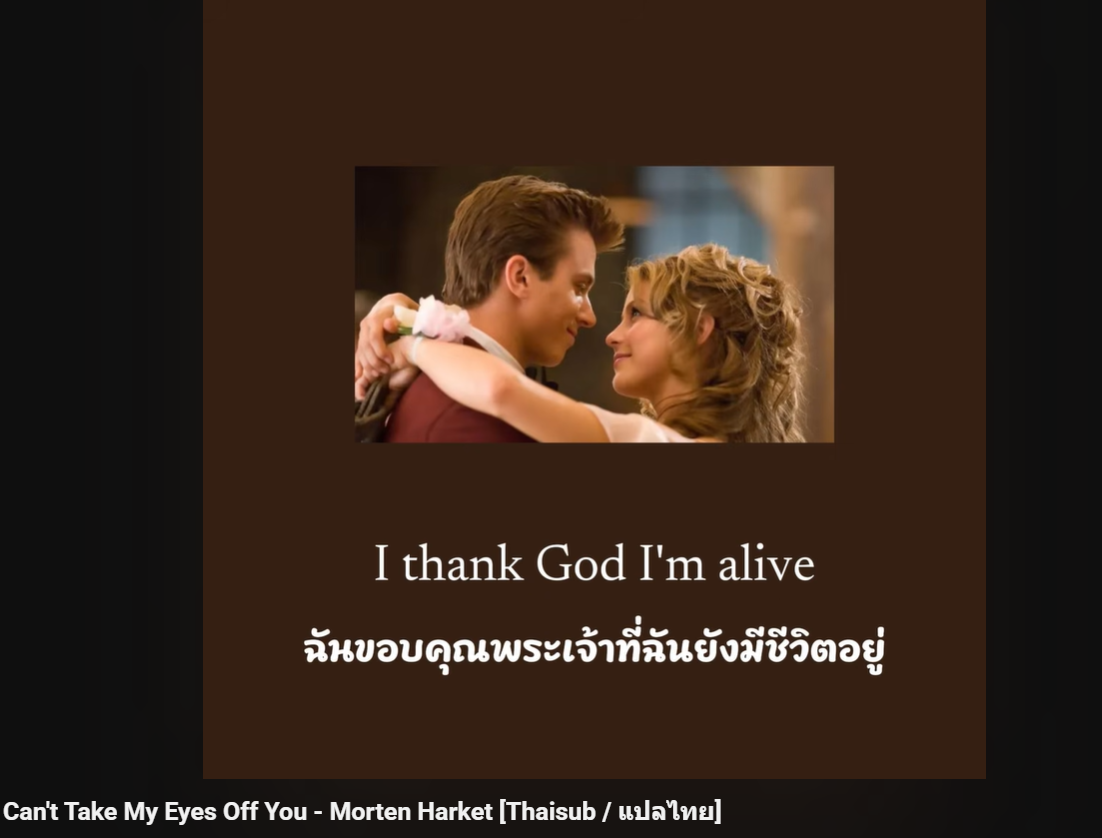 I thank God I'm alive
ฉันขอบคุณพระเจ้าที่ฉันยังมีชีวิตอยู่
Can't Take My Eyes Off You - Morten Harket [Thaisub / แปลไทย]